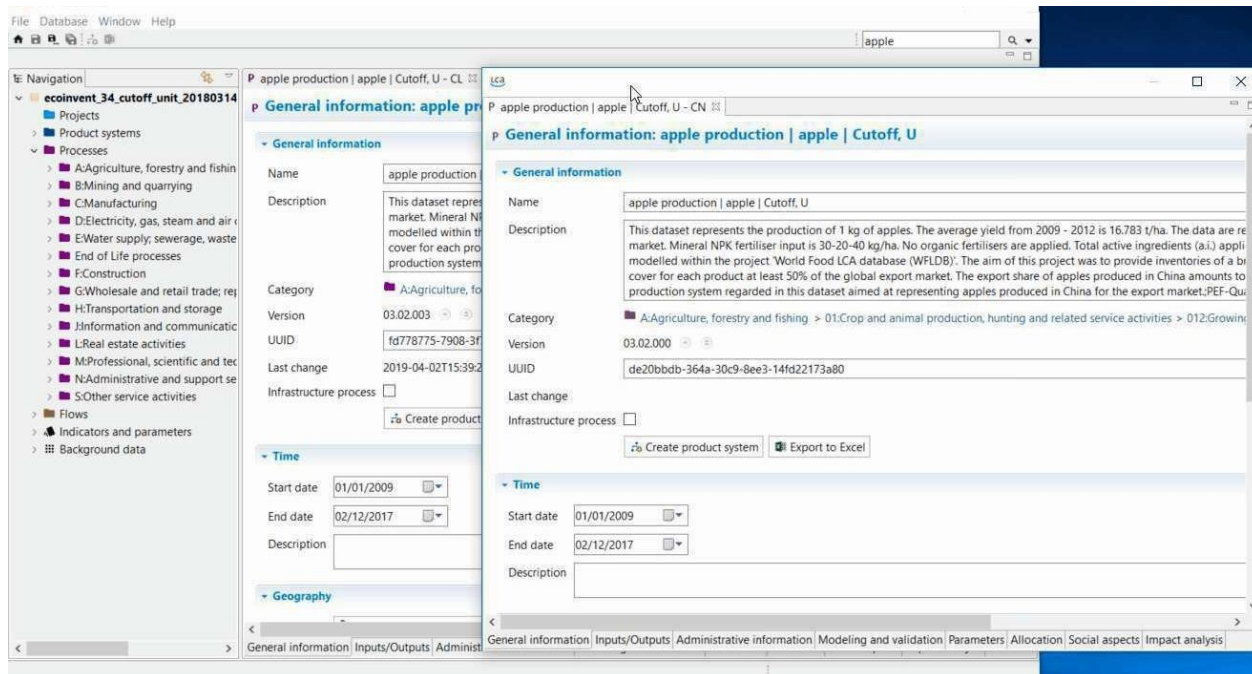 File Database Window Help
apple
Navigation
ecoinvent_34_cutoff_unit_20180314
Projects
Product systems
Processes
A:Agriculture, forestry and fishin
B:Mining and quarrying
C:Manufacturing
D:Electricity, gas, steam and air
E:Water supply; sewerage, waste
End of Life processes
F:Construction
G:Wholesale and retail trade; rep
H:Transportation and storage
J:Information and communicatic
L:Real estate activities
M:Professional, scientific and tec
N:Administrative and support se
S:Other service activities
Flows
Indicators and parameters
Background data
P apple production | apple | Cutoff, U - CL
P General information: apple pr
General information
Name
apple production
Description
This dataset repres
market. Mineral NP
modelled within th
cover for each pro
production system
Category
A:Agriculture, fo
Version
03.02.003
UUID
fd778775-7908-3f
Last change
2019-04-02T15:39:2
Infrastructure process
Create product
Time
Start date
01/01/2009
End date
02/12/2017
Description
Geography
General information Inputs/Outputs Administ
LCA
P apple production | apple | Cutoff, U - CN
P General information: apple production | apple | Cutoff, U
General information
Name
apple production | apple | Cutoff, U
Description
This dataset represents the production of 1 kg of apples. The average yield from 2009 - 2012 is 16.783 t/ha. The data are re
market. Mineral NPK fertiliser input is 30-20-40 kg/ha. No organic fertilisers are applied. Total active ingredients (a.i.) appli
modelled within the project 'World Food LCA database (WFLDB)'. The aim of this project was to provide inventories of a br
cover for each product at least 50% of the global export market. The export share of apples produced in China amounts to
production system regarded in this dataset aimed at representing apples produced in China for the export market.;PEF-Qua
Category
A:Agriculture, forestry and fishing > 01:Crop and animal production, hunting and related service activities > 012:Growing
Version
03.02.000
UUID
de20bbdb-364a-30c9-8ee3-14fd22173a80
Last change
Infrastructure process
Create product system Export to Excel
Time
Start date
01/01/2009
End date
02/12/2017
Description
General information Inputs/Outputs Administrative information Modeling and validation Parameters Allocation Social aspects Impact analysis